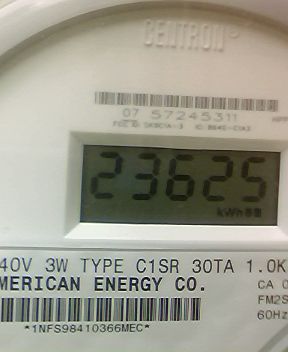 CENTRON
07 57245311
23625
kWh
40V 3W TYPE C1SR 30TA 1.0K
MERICAN ENERGY CO.
CA 0
FM2S
60Hz
*1NFS98410366MEC*